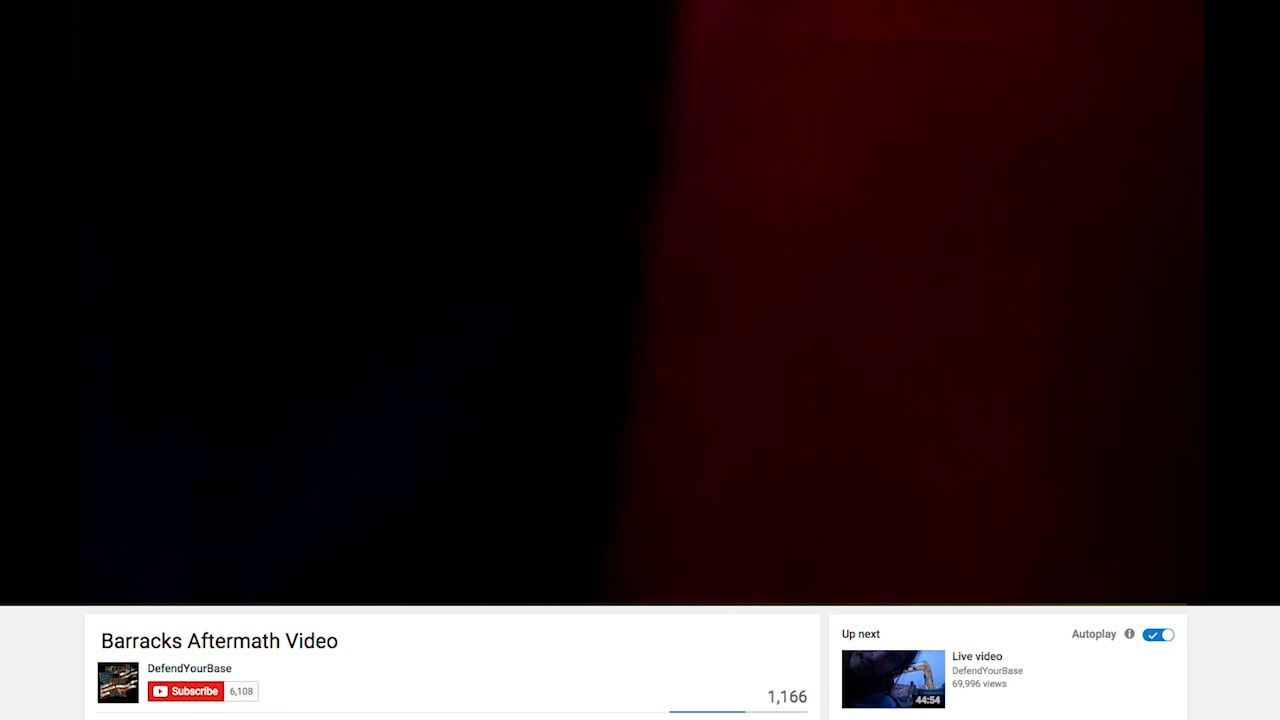 Barracks Aftermath Video
DefendYourBase
Subscribe 6,108
1,166
Up next
Autoplay
Live video
DefendYourBase
69,996 views
44:54